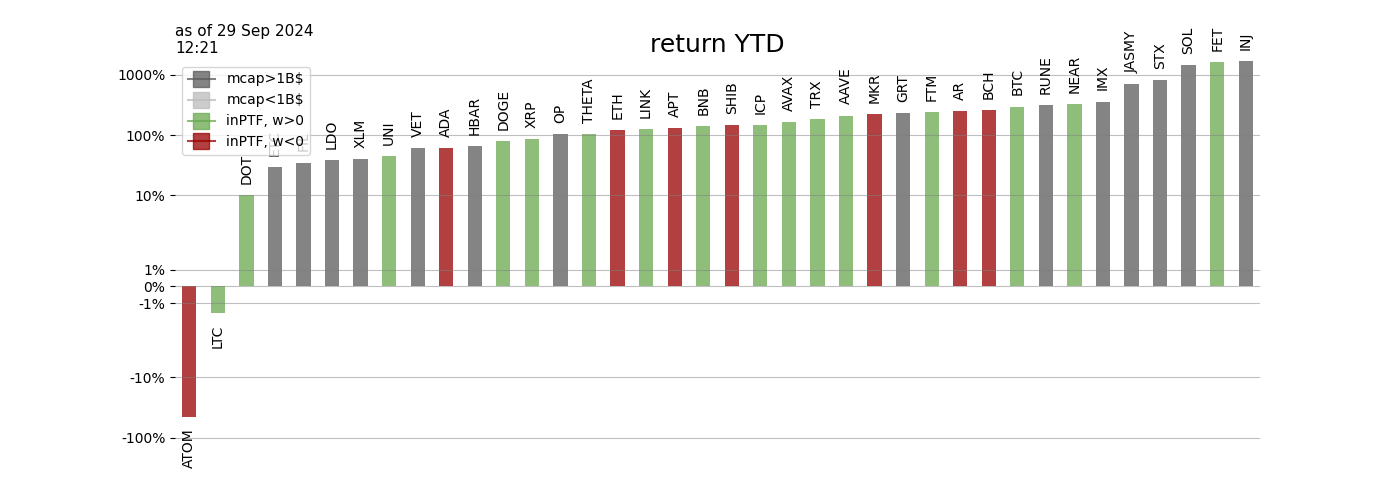 as of 29 Sep 2024
12:21
return YTD
mcap>1B$
mcap<1B$
inPTF, w>0
inPTF, w<0
1000%
100%
10%
1%
0%
-1%
-10%
-100%
ATOM
LTC
DOT
LDO
XLM
UNI
VET
ADA
HBAR
DOGE
XRP
OP
THETA
ETH
LINK
APT
BNB
SHIB
ICP
AVAX
TRX
AAVE
MKR
GRT
FTM
AR
BCH
BTC
RUNE
NEAR
IMX
JASMY
STX
SOL
FET
INJ